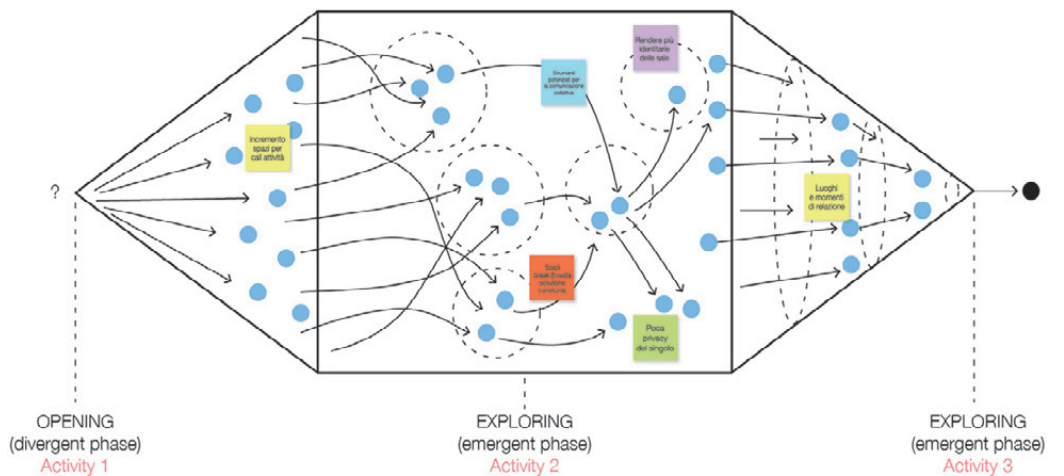 ?
Incremento
spazi per
call attività
Strumenti
potenziati per
la comunicazione
Rendere più
identitarie
delle sale
Spazi
soluzione
Poca
privacy
del singolo
Luoghi
e momenti
di relazione
OPENING
(divergent phase)
Activity 1
EXPLORING
(emergent phase)
Activity 2
EXPLORING
(emergent phase)
Activity 3